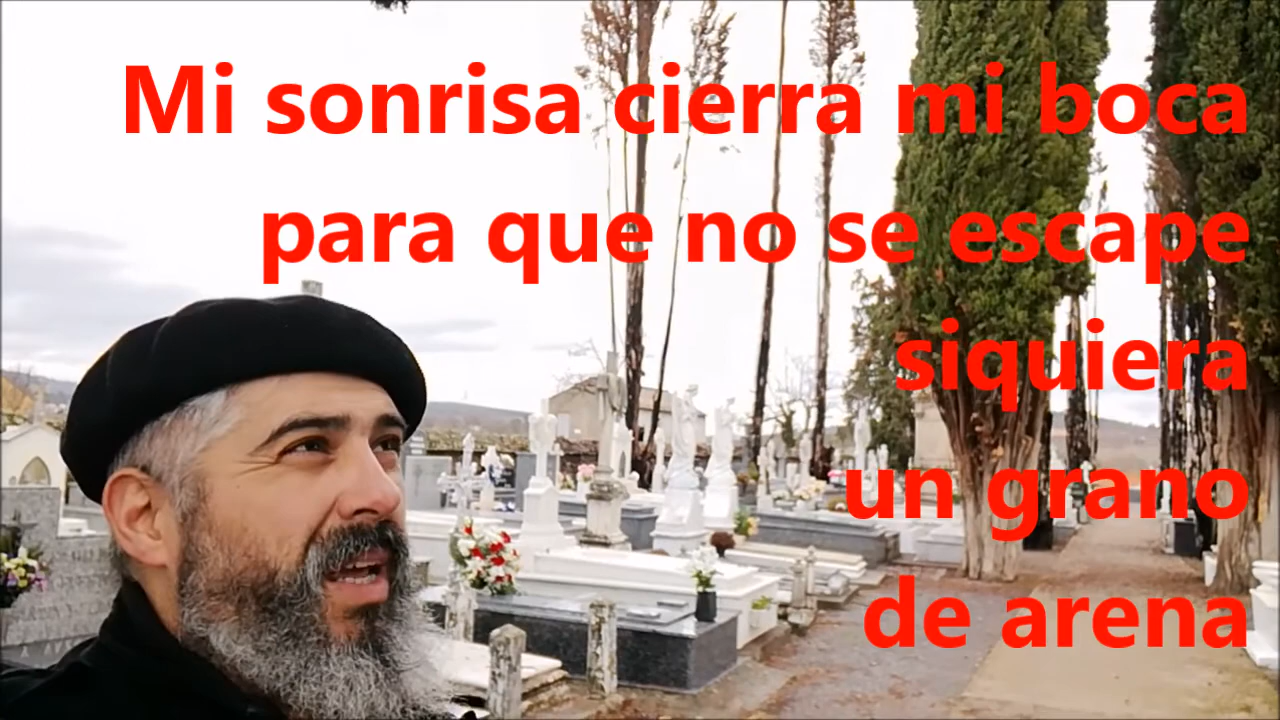 Mi sonrisa cierra mi boca
para que no se escape
siquiera
un grano
de arena